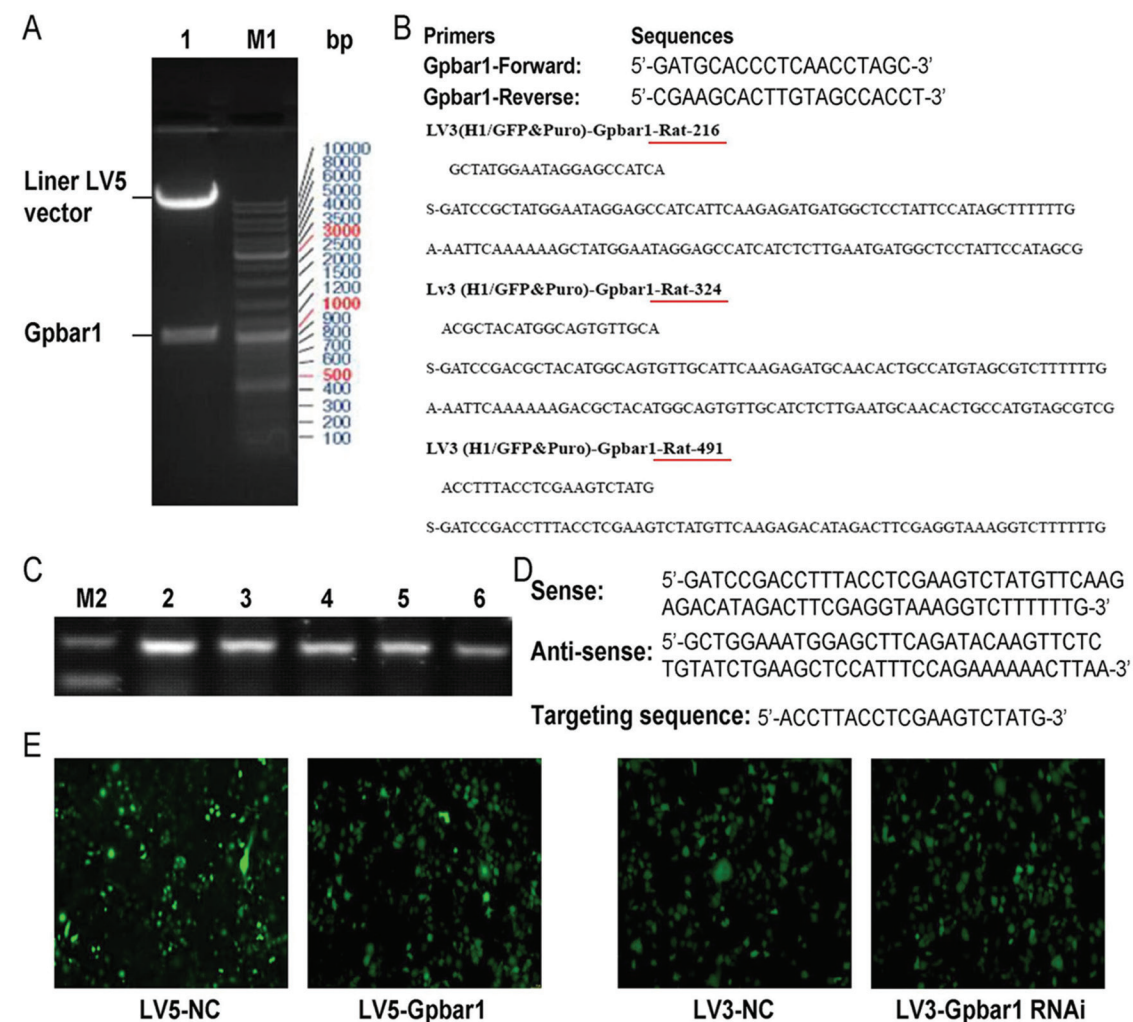 A
1 M1 bp
Liner LV5
vector
Gpbar1
10000
8000
6000
5000
4000
3500
3000
2500
2000
1500
1200
1000
900
800
700
600
500
400
300
200
100
B
Primers Sequences
Gpbar1-Forward: 5'-GATGCACCCTCAACCTAGC-3'
Gpbar1-Reverse: 5'-CGAAGCACTTGTAGCCACCT-3'
LV3(H1/GFP&Puro)-Gpbar1-Rat-216
GCTATGGAATAGGAGCCATCA
S-GATCCGCTATGGAATAGGAGCCATCATTCAAGAGATGATGGCTCCTATTCCATAGCTTTTTTG
A-AATTCAAAAAAGCTATGGAATAGGAGCCATCATCTCTTGAATGATGGCTCCTATTCCATAGCG
Lv3 (H1/GFP&Puro)-Gpbar1-Rat-324
ACGCTACATGGCAGTGTTGCA
S-GATCCGACGCTACATGGCAGTGTTGCATTCAAGAGATGCAACACTGCCATGTAGCGTCTTTTTTG
A-AATTCAAAAAAGACGCTACATGGCAGTGTTGCATCTCTTGAATGCAACACTGCCATGTAGCGTCG
LV3 (H1/GFP&Puro)-Gpbar1-Rat-491
ACCTTTACCTCGAAGTCTATG
S-GATCCGACCTTTACCTCGAAGTCTATGTTCAAGAGACATAGACTTCGAGGTAAAGGTCTTTTTTG
C
M2 2 3 4 5 6
D
Sense: 5'-GATCCGACCTTTACCTCGAAGTCTATGTTCAAG
AGACATAGACTTCGAGGTAAAGGTCTTTTTTG-3'
Anti-sense: 5'-GCTGGAAATGGAGCTTCAGATACAAGTTCTC
TGTATCTGAAGCTCCATTTCCAGAAAAAACTTAA-3'
Targeting sequence: 5'-ACCTTACCTCGAAGTCTATG-3'
E
LV5-NC LV5-Gpbar1 LV3-NC LV3-Gpbar1 RNAi